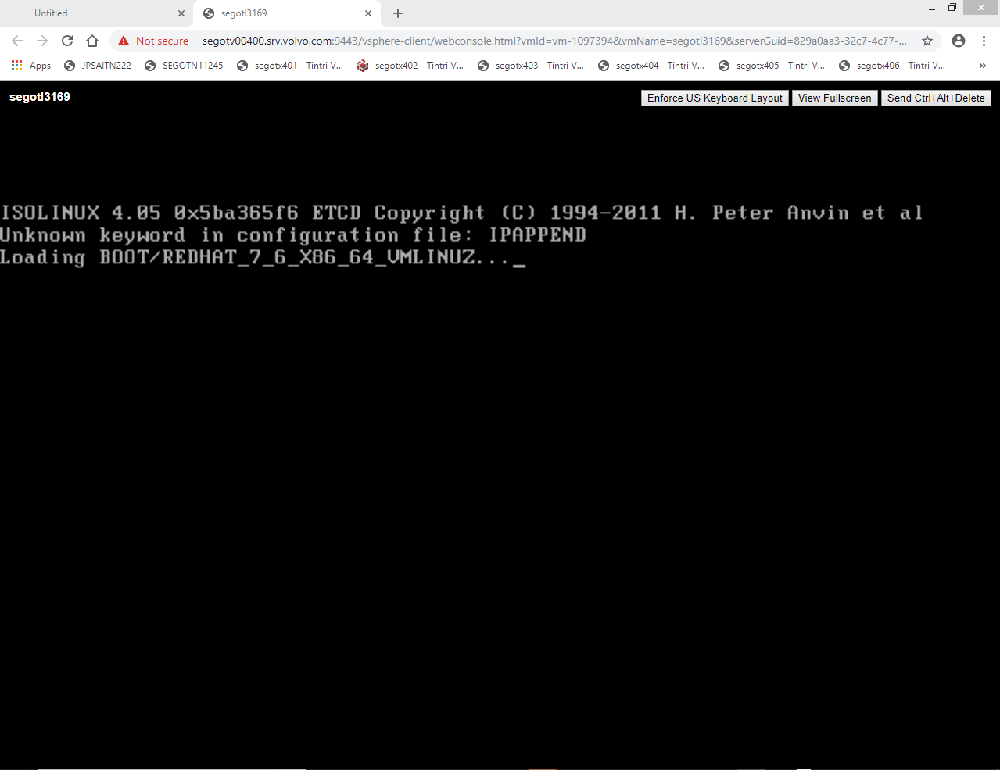 Untitled
segotl3169
Not secure segotv00400.srv.volvo.com:9443/vsphere-client/webconsole.html?vmId=vm-1097394&vmName=segotl3169&serverGuid=829a0aa3-32c7-4c77-...
Apps JPSAITN222 SEGOTN11245 segotx401 - Tintri V... segotx402 - Tintri V... segotx403 - Tintri V... segotx404 - Tintri V... segotx405 - Tintri V... segotx406 - Tintri V... »
segotl3169 Enforce US Keyboard Layout View Fullscreen Send Ctrl+Alt+Delete
ISOLINUX 4.05 0x5ba365f6 ETCD Copyright (C) 1994-2011 H. Peter Anvin et al
Unknown keyword in configuration file: IPAPPEND
Loading BOOT/REDHAT_7_6_X86_64_VMLINUZ..._